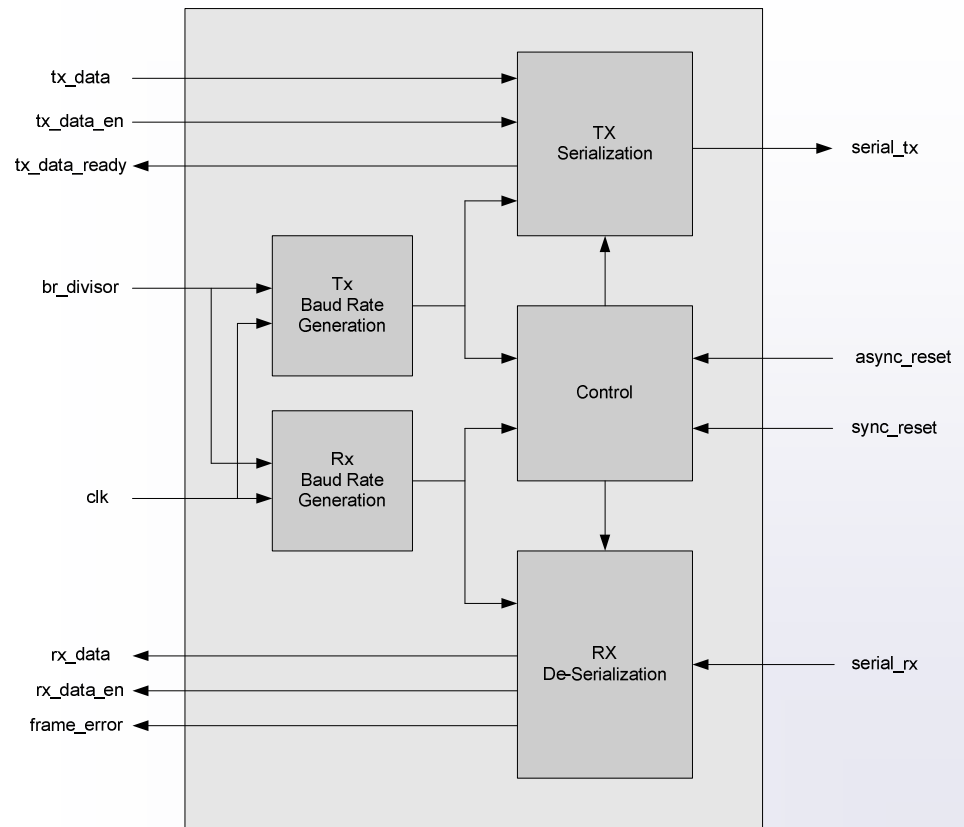 tx_data
tx_data_en
tx_data_ready
TX
Serialization
serial_tx
br_divisor
Tx
Baud Rate
Generation
async_reset
Control
sync_reset
Rx
Baud Rate
Generation
clk
rx_data
rx_data_en
frame_error
RX
De-Serialization
serial_rx